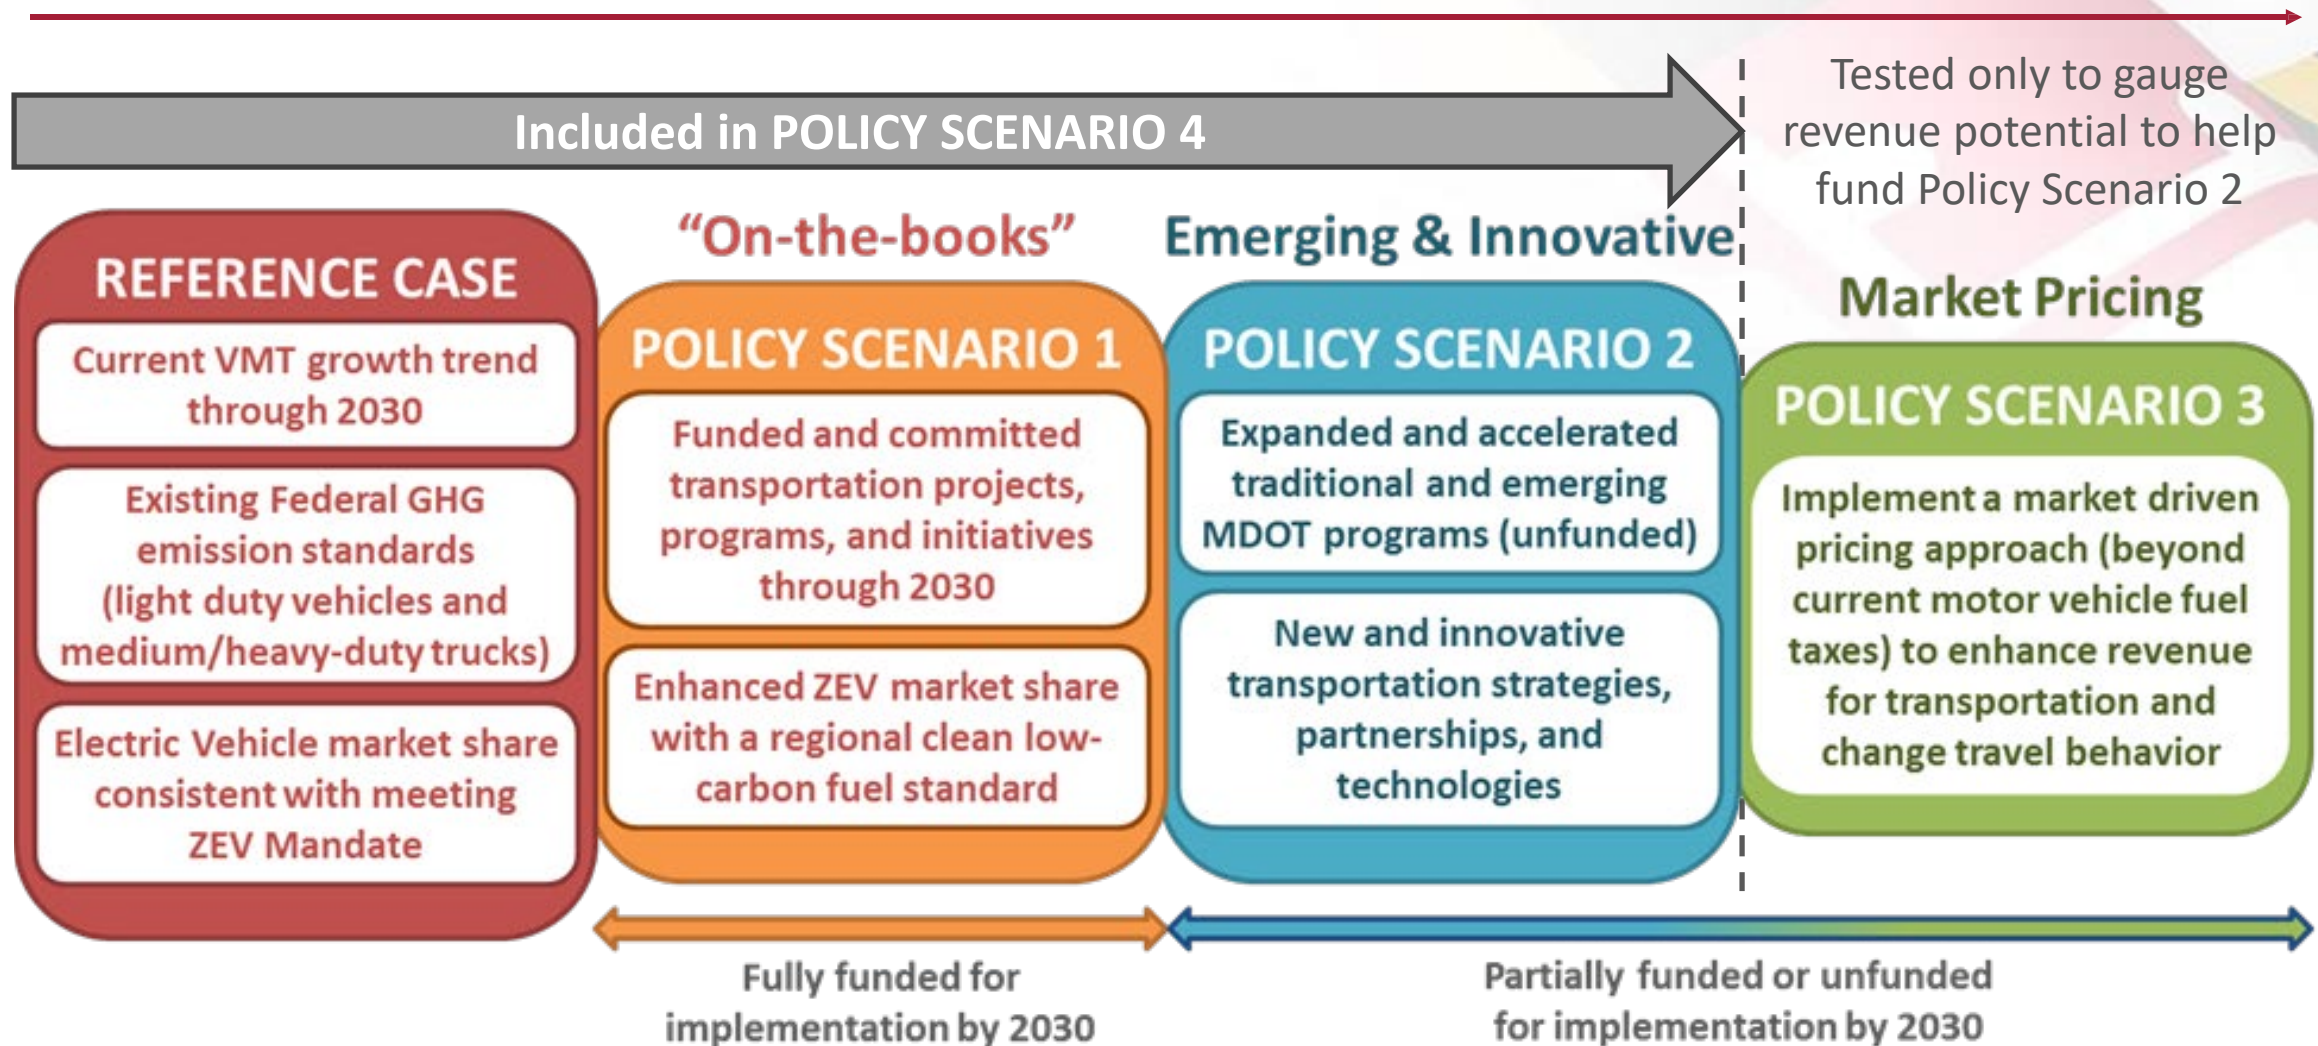 Included in POLICY SCENARIO 4
Tested only to gauge
revenue potential to help
fund Policy Scenario 2
REFERENCE CASE
Current VMT growth trend
through 2030
Existing Federal GHG
emission standards
(light duty vehicles and
medium/heavy-duty trucks)
Electric Vehicle market share
consistent with meeting
ZEV Mandate
“On-the-books”
POLICY SCENARIO 1
Funded and committed
transportation projects,
programs, and initiatives
through 2030
Enhanced ZEV market share
with a regional clean low-
carbon fuel standard
Emerging & Innovative
POLICY SCENARIO 2
Expanded and accelerated
traditional and emerging
MDOT programs (unfunded)
New and innovative
transportation strategies,
partnerships, and
technologies
Market Pricing
POLICY SCENARIO 3
Implement a market driven
pricing approach (beyond
current motor vehicle fuel
taxes) to enhance revenue
for transportation and
change travel behavior
Fully funded for
implementation by 2030
Partially funded or unfunded
for implementation by 2030